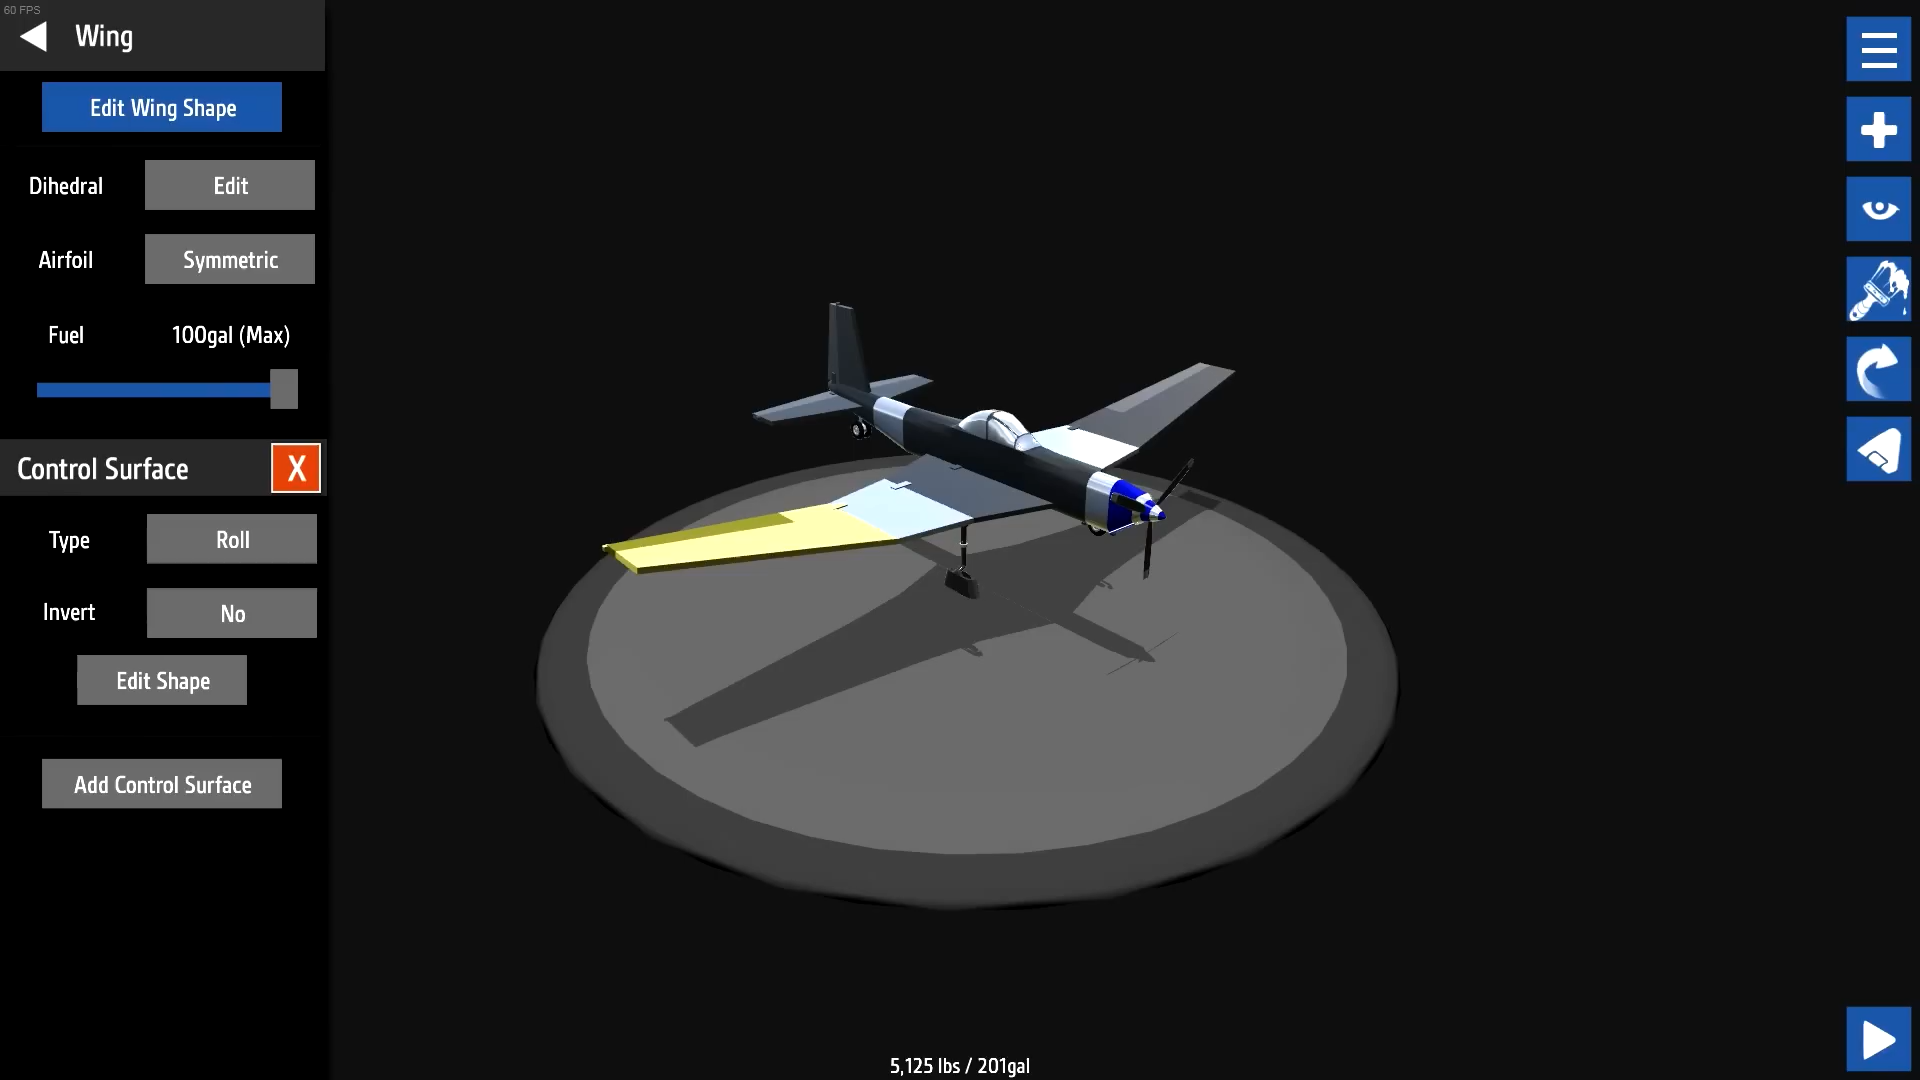 60 FPS
Wing
Edit Wing Shape
Dihedral Edit
Airfoil Symmetric
Fuel 100gal (Max)
Control Surface X
Type Roll
Invert No
Edit Shape
Add Control Surface
5,125 lbs / 201gal